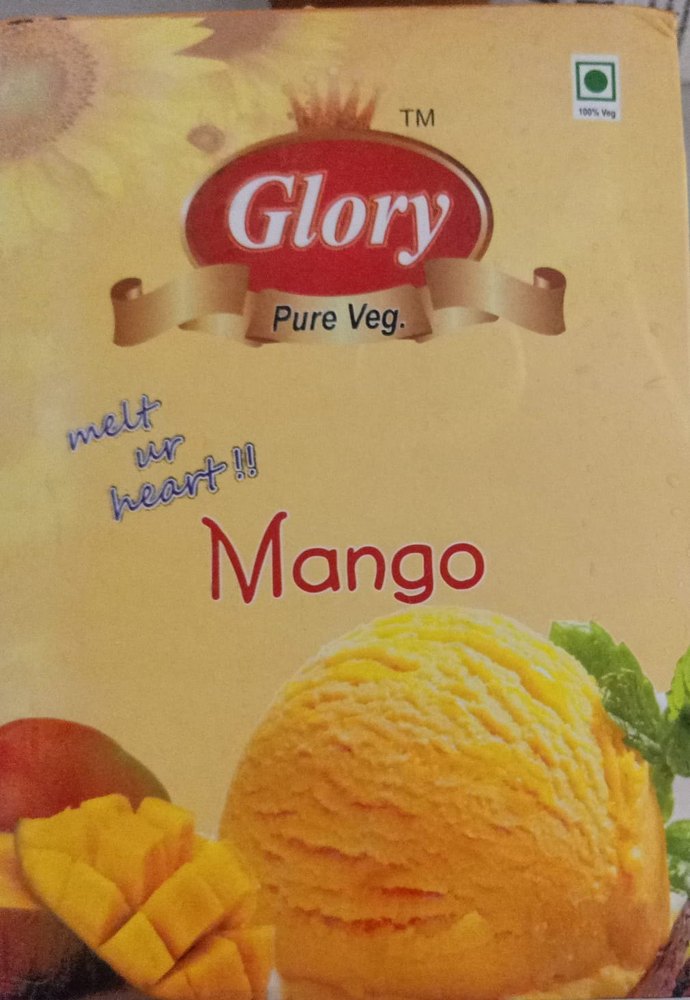 TM
100% Veg
Glory
Pure Veg.
melt
ur
heart !!
Mango